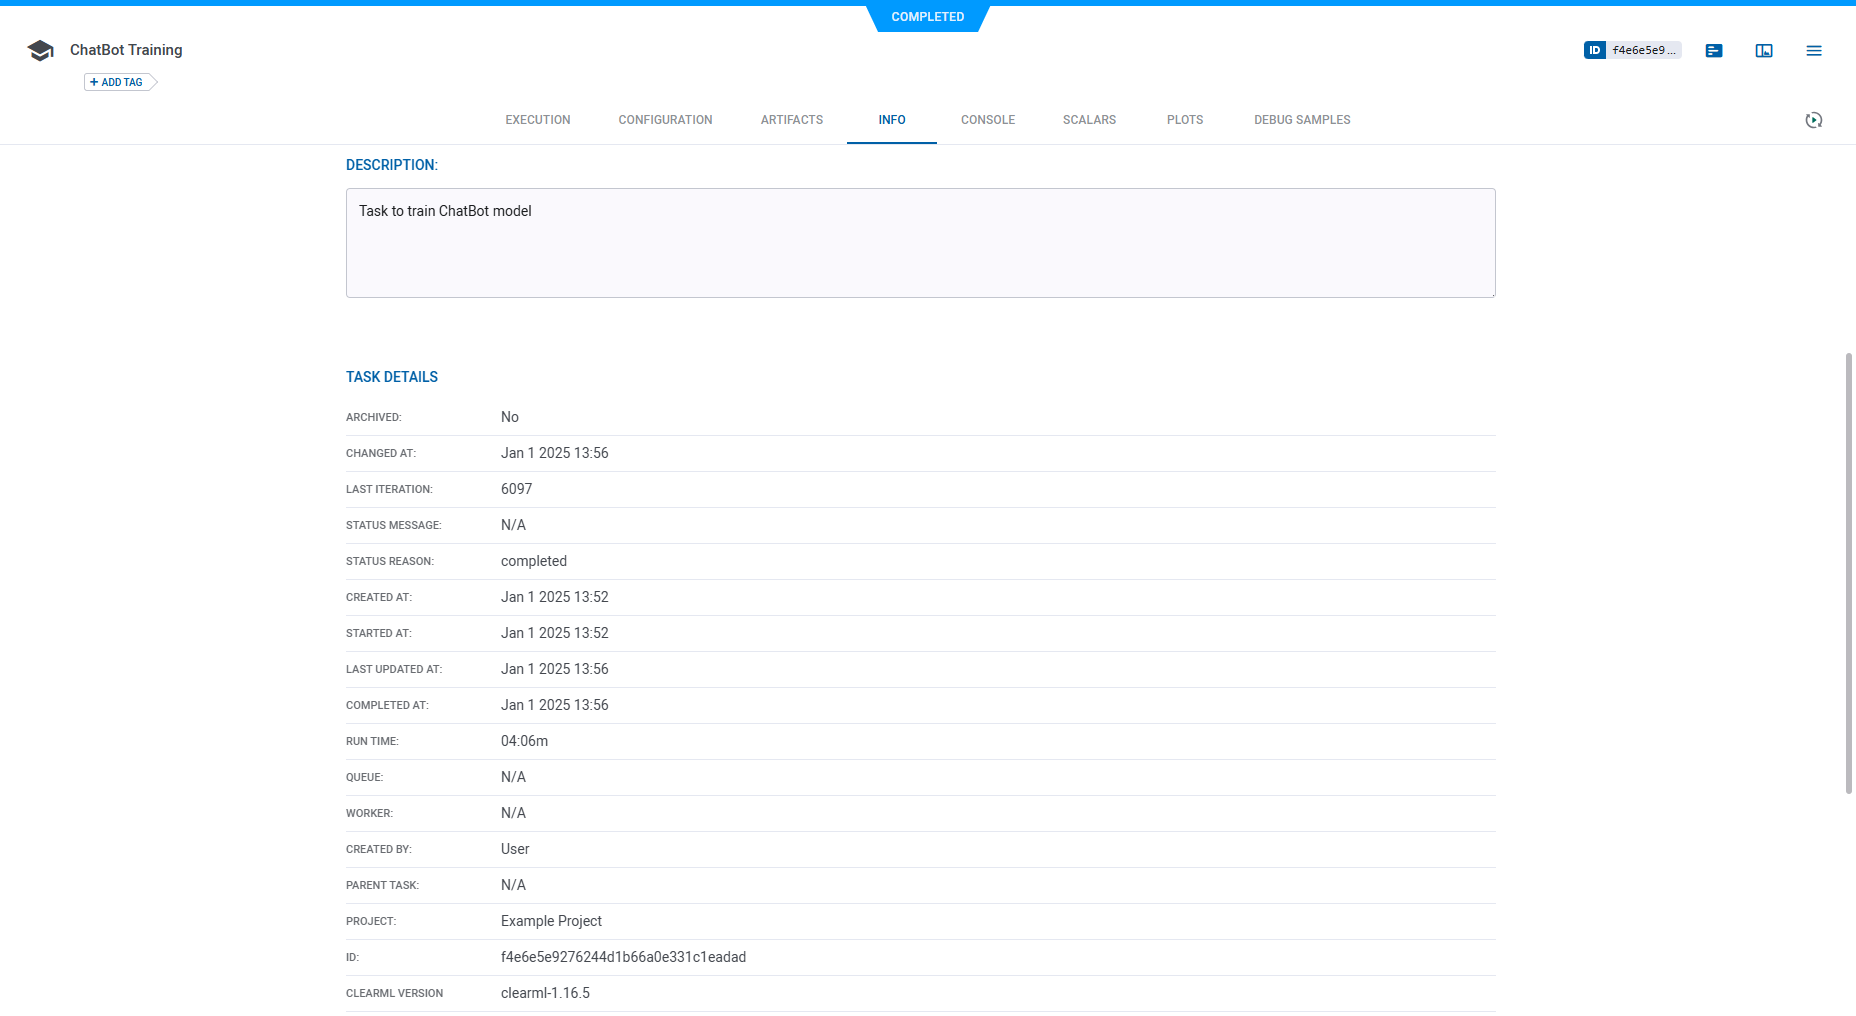 COMPLETED
ChatBot Training
ID f4e6e5e9...
+ ADD TAG
EXECUTION CONFIGURATION ARTIFACTS INFO CONSOLE SCALARS PLOTS DEBUG SAMPLES
DESCRIPTION:
Task to train ChatBot model
TASK DETAILS
ARCHIVED: No
CHANGED AT: Jan 1 2025 13:56
LAST ITERATION: 6097
STATUS MESSAGE: N/A
STATUS REASON: completed
CREATED AT: Jan 1 2025 13:52
STARTED AT: Jan 1 2025 13:52
LAST UPDATED AT: Jan 1 2025 13:56
COMPLETED AT: Jan 1 2025 13:56
RUN TIME: 04:06m
QUEUE: N/A
WORKER: N/A
CREATED BY: User
PARENT TASK: N/A
PROJECT: Example Project
ID: f4e6e5e9276244d1b66a0e331c1eadad
CLEARML VERSION clearml-1.16.5